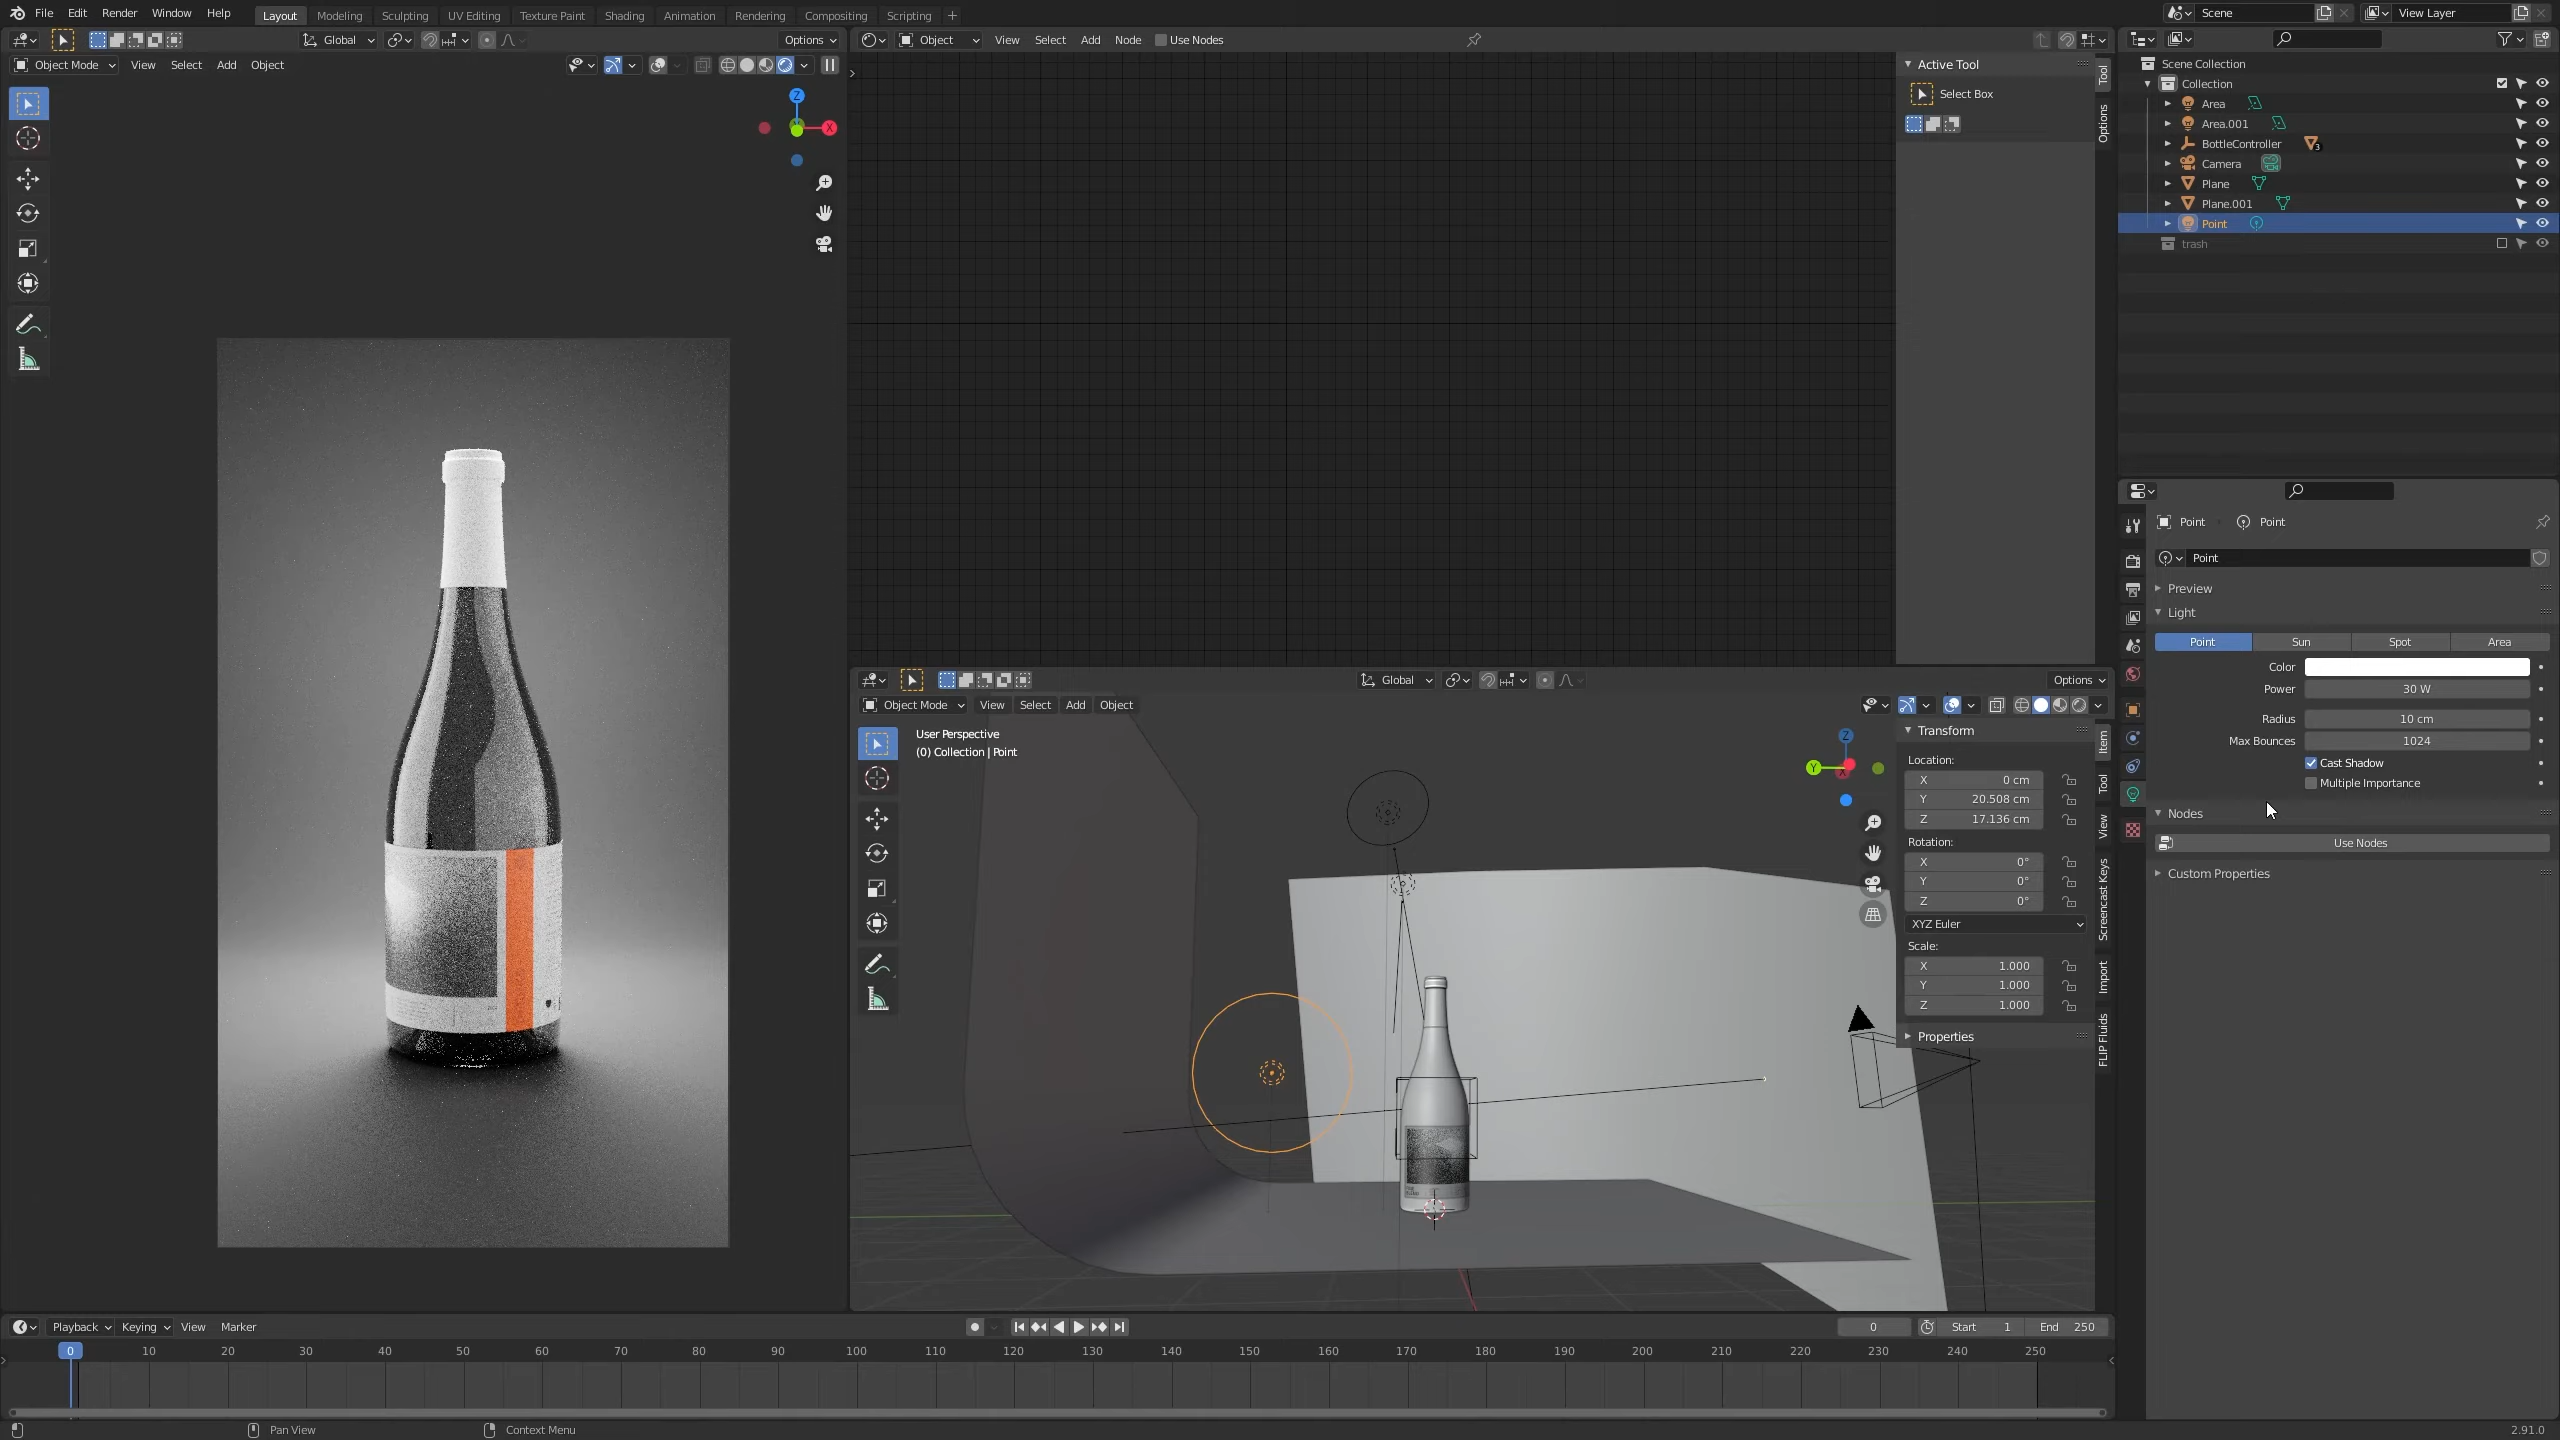 File Edit Render Window Help Layout Modeling Sculpting UV Editing Texture Paint Shading Animation Rendering Compositing Scripting + Scene View Layer
Global Options
Object Mode View Select Add Object
Z
X
Object View Select Add Node Use Nodes
Active Tool
Select Box
Tool
Options
Scene Collection
Collection
Area
Area.001
BottleController 3
Camera
Plane
Plane.001
Point
trash
Point Point
Point
Preview
Light
Point Sun Spot Area
Color
Power 30 W
Radius 10 cm
Max Bounces 1024
Cast Shadow
Multiple Importance
Nodes
Use Nodes
Custom Properties
Global Options
Object Mode View Select Add Object
User Perspective
(0) Collection | Point
Z
Y
X
Transform
Location:
X 0 cm
Y 20.508 cm
Z 17.136 cm
Rotation:
X 0°
Y 0°
Z 0°
XYZ Euler
Scale:
X 1.000
Y 1.000
Z 1.000
Properties
Item
Tool
View
Screencast Keys
Import
FLIP Fluids
Playback Keying View Marker 0 Start 1 End 250
0 10 20 30 40 50 60 70 80 90 100 110 120 130 140 150 160 170 180 190 200 210 220 230 240 250
Pan View Context Menu 2.91.0